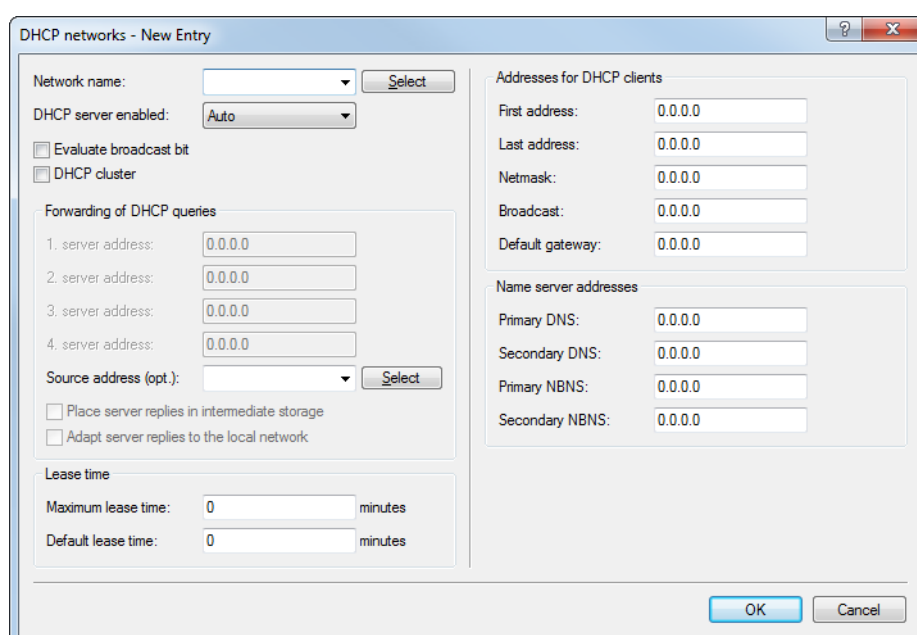 DHCP networks - New Entry
?
Network name:
Select
DHCP server enabled:
Auto
Evaluate broadcast bit
DHCP cluster
Forwarding of DHCP queries
1. server address:
0.0.0.0
2. server address:
0.0.0.0
3. server address:
0.0.0.0
4. server address:
0.0.0.0
Source address (opt.):
Select
Place server replies in intermediate storage
Adapt server replies to the local network
Lease time
Maximum lease time:
0
minutes
Default lease time:
0
minutes
Addresses for DHCP clients
First address:
0.0.0.0
Last address:
0.0.0.0
Netmask:
0.0.0.0
Broadcast:
0.0.0.0
Default gateway:
0.0.0.0
Name server addresses
Primary DNS:
0.0.0.0
Secondary DNS:
0.0.0.0
Primary NBNS:
0.0.0.0
Secondary NBNS:
0.0.0.0
OK
Cancel